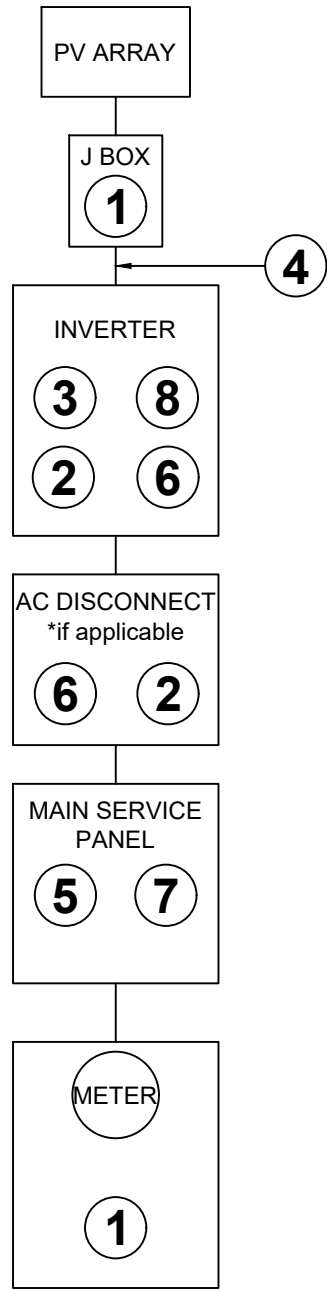 PV ARRAY
J BOX
1
4
INVERTER
3 8
2 6
AC DISCONNECT
*if applicable
6 2
MAIN SERVICE
PANEL
5 7
METER
1